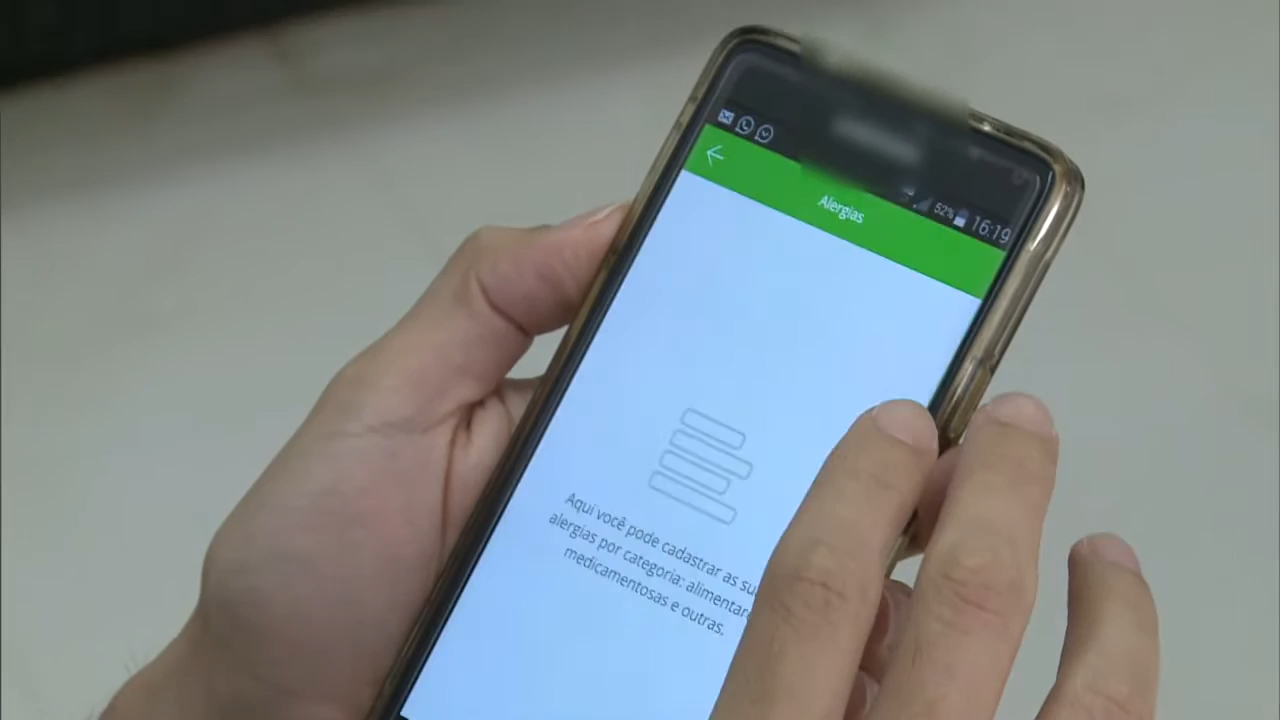 52% 16:19
Alergias
Aqui você pode cadastrar as
alergias por categoria:
medicamentosas e outras.